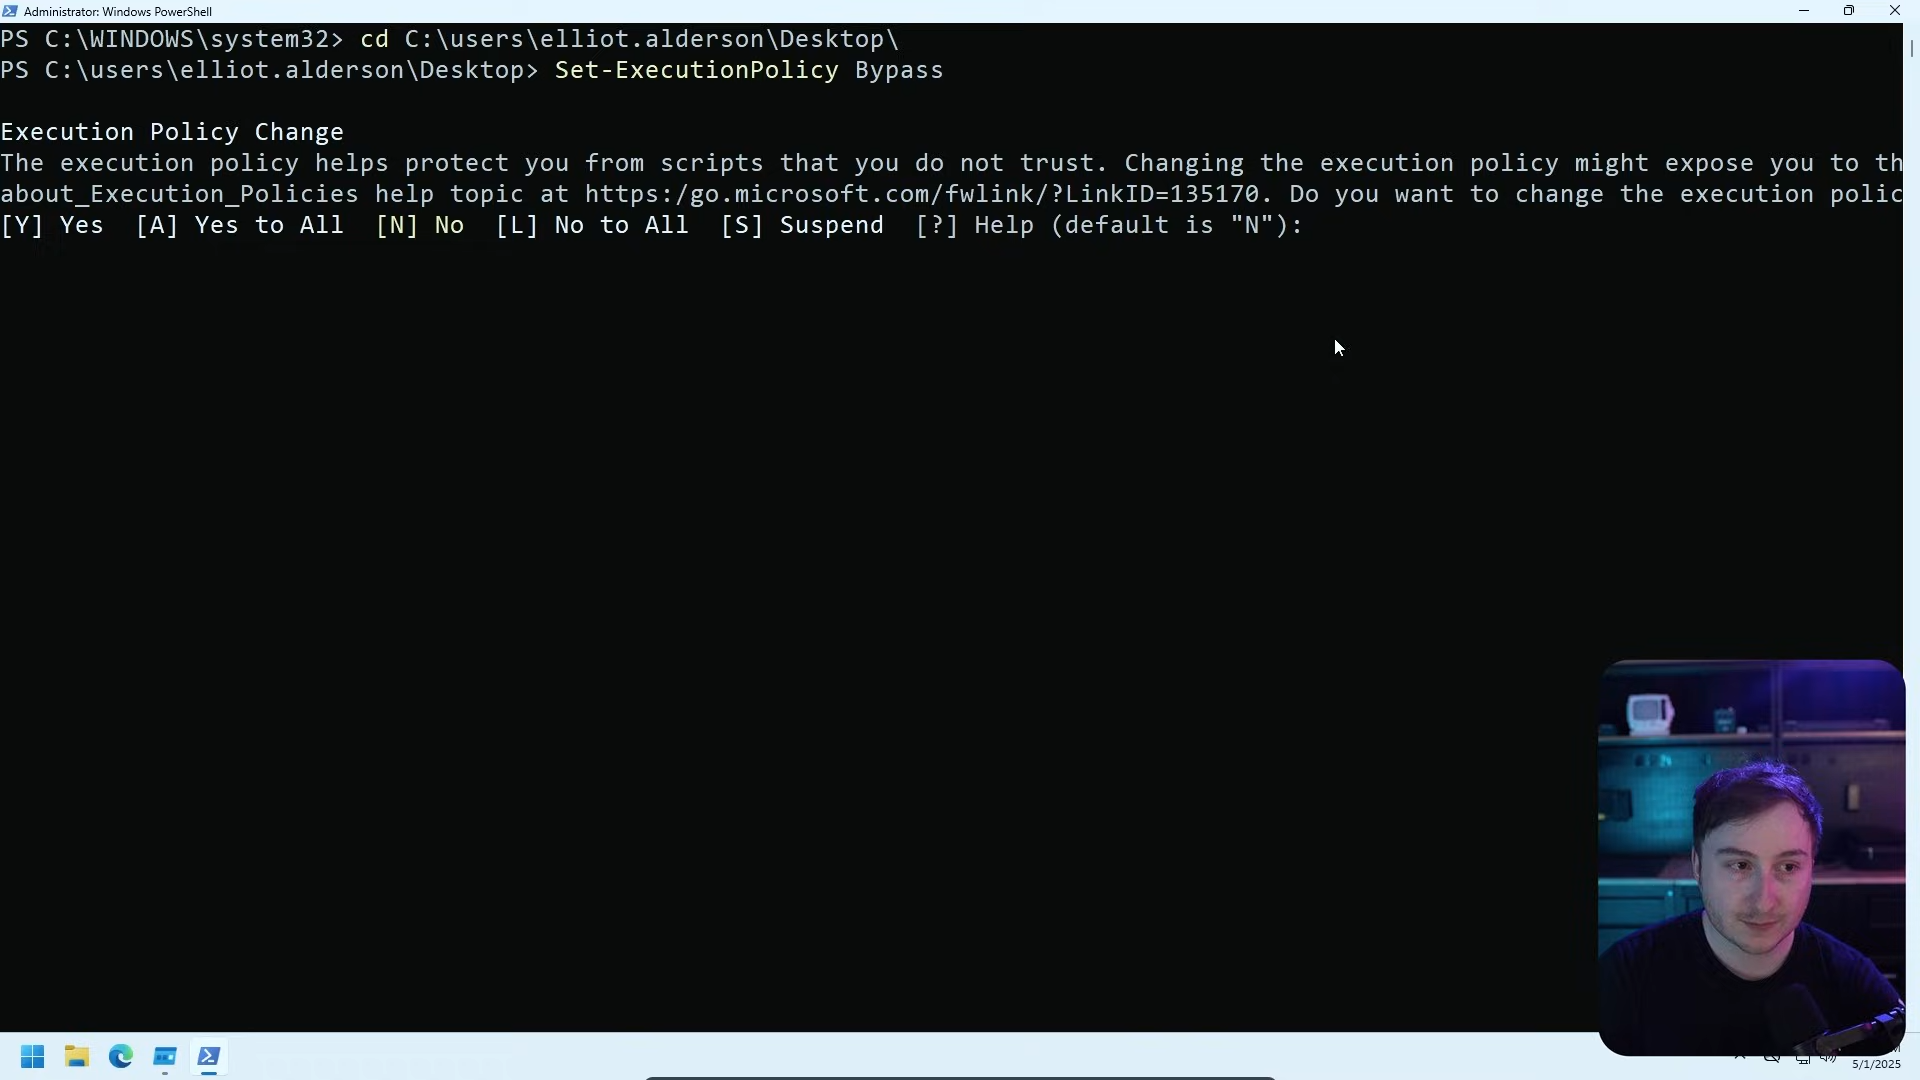 Administrator: Windows PowerShell
PS C:\WINDOWS\system32> cd C:\users\elliot.alderson\Desktop\
PS C:\users\elliot.alderson\Desktop> Set-ExecutionPolicy Bypass
Execution Policy Change
The execution policy helps protect you from scripts that you do not trust. Changing the execution policy might expose you to th
about_Execution_Policies help topic at https:/go.microsoft.com/fwlink/?LinkID=135170. Do you want to change the execution polic
[Y] Yes  [A] Yes to All  [N] No  [L] No to All  [S] Suspend  [?] Help (default is "N"):
5/1/2025